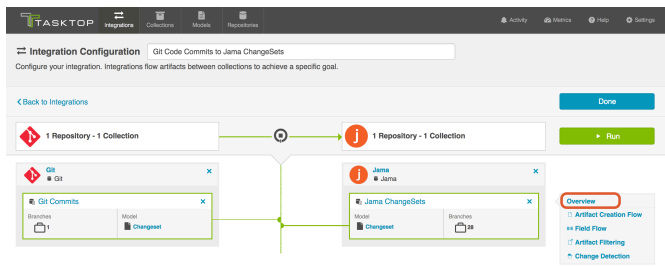 TASKTOP Integrations Collections Models Repositories Activity Metrics Help Settings
Integration Configuration Git Code Commits to Jama ChangeSets
Configure your integration. Integrations flow artifacts between collections to achieve a specific goal.
Back to Integrations Done
1 Repository - 1 Collection j 1 Repository - 1 Collection Run
Git × j Jama ×
Git Jama
Git Commits × Jama ChangeSets × Overview
Branches Model Model Branches Artifact Creation Flow
1 Changeset Changeset 28 Field Flow
Artifact Filtering
Change Detection